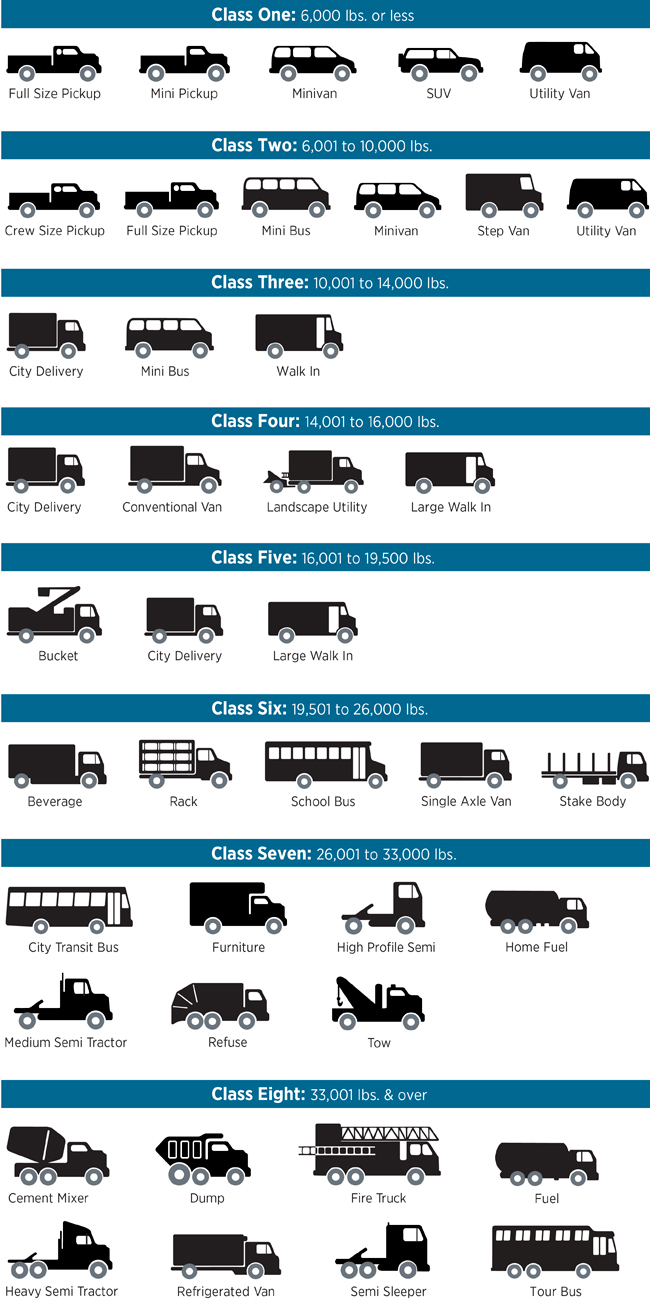 Class One: 6,000 lbs. or less
Full Size Pickup
Mini Pickup
Minivan
SUV
Utility Van
Class Two: 6,001 to 10,000 lbs.
Crew Size Pickup
Full Size Pickup
Mini Bus
Minivan
Step Van
Utility Van
Class Three: 10,001 to 14,000 lbs.
City Delivery
Mini Bus
Walk In
Class Four: 14,001 to 16,000 lbs.
City Delivery
Conventional Van
Landscape Utility
Large Walk In
Class Five: 16,001 to 19,500 lbs.
Bucket
City Delivery
Large Walk In
Class Six: 19,501 to 26,000 lbs.
Beverage
Rack
School Bus
Single Axle Van
Stake Body
Class Seven: 26,001 to 33,000 lbs.
City Transit Bus
Furniture
High Profile Semi
Home Fuel
Medium Semi Tractor
Refuse
Tow
Class Eight: 33,001 lbs. & over
Cement Mixer
Dump
Fire Truck
Fuel
Heavy Semi Tractor
Refrigerated Van
Semi Sleeper
Tour Bus